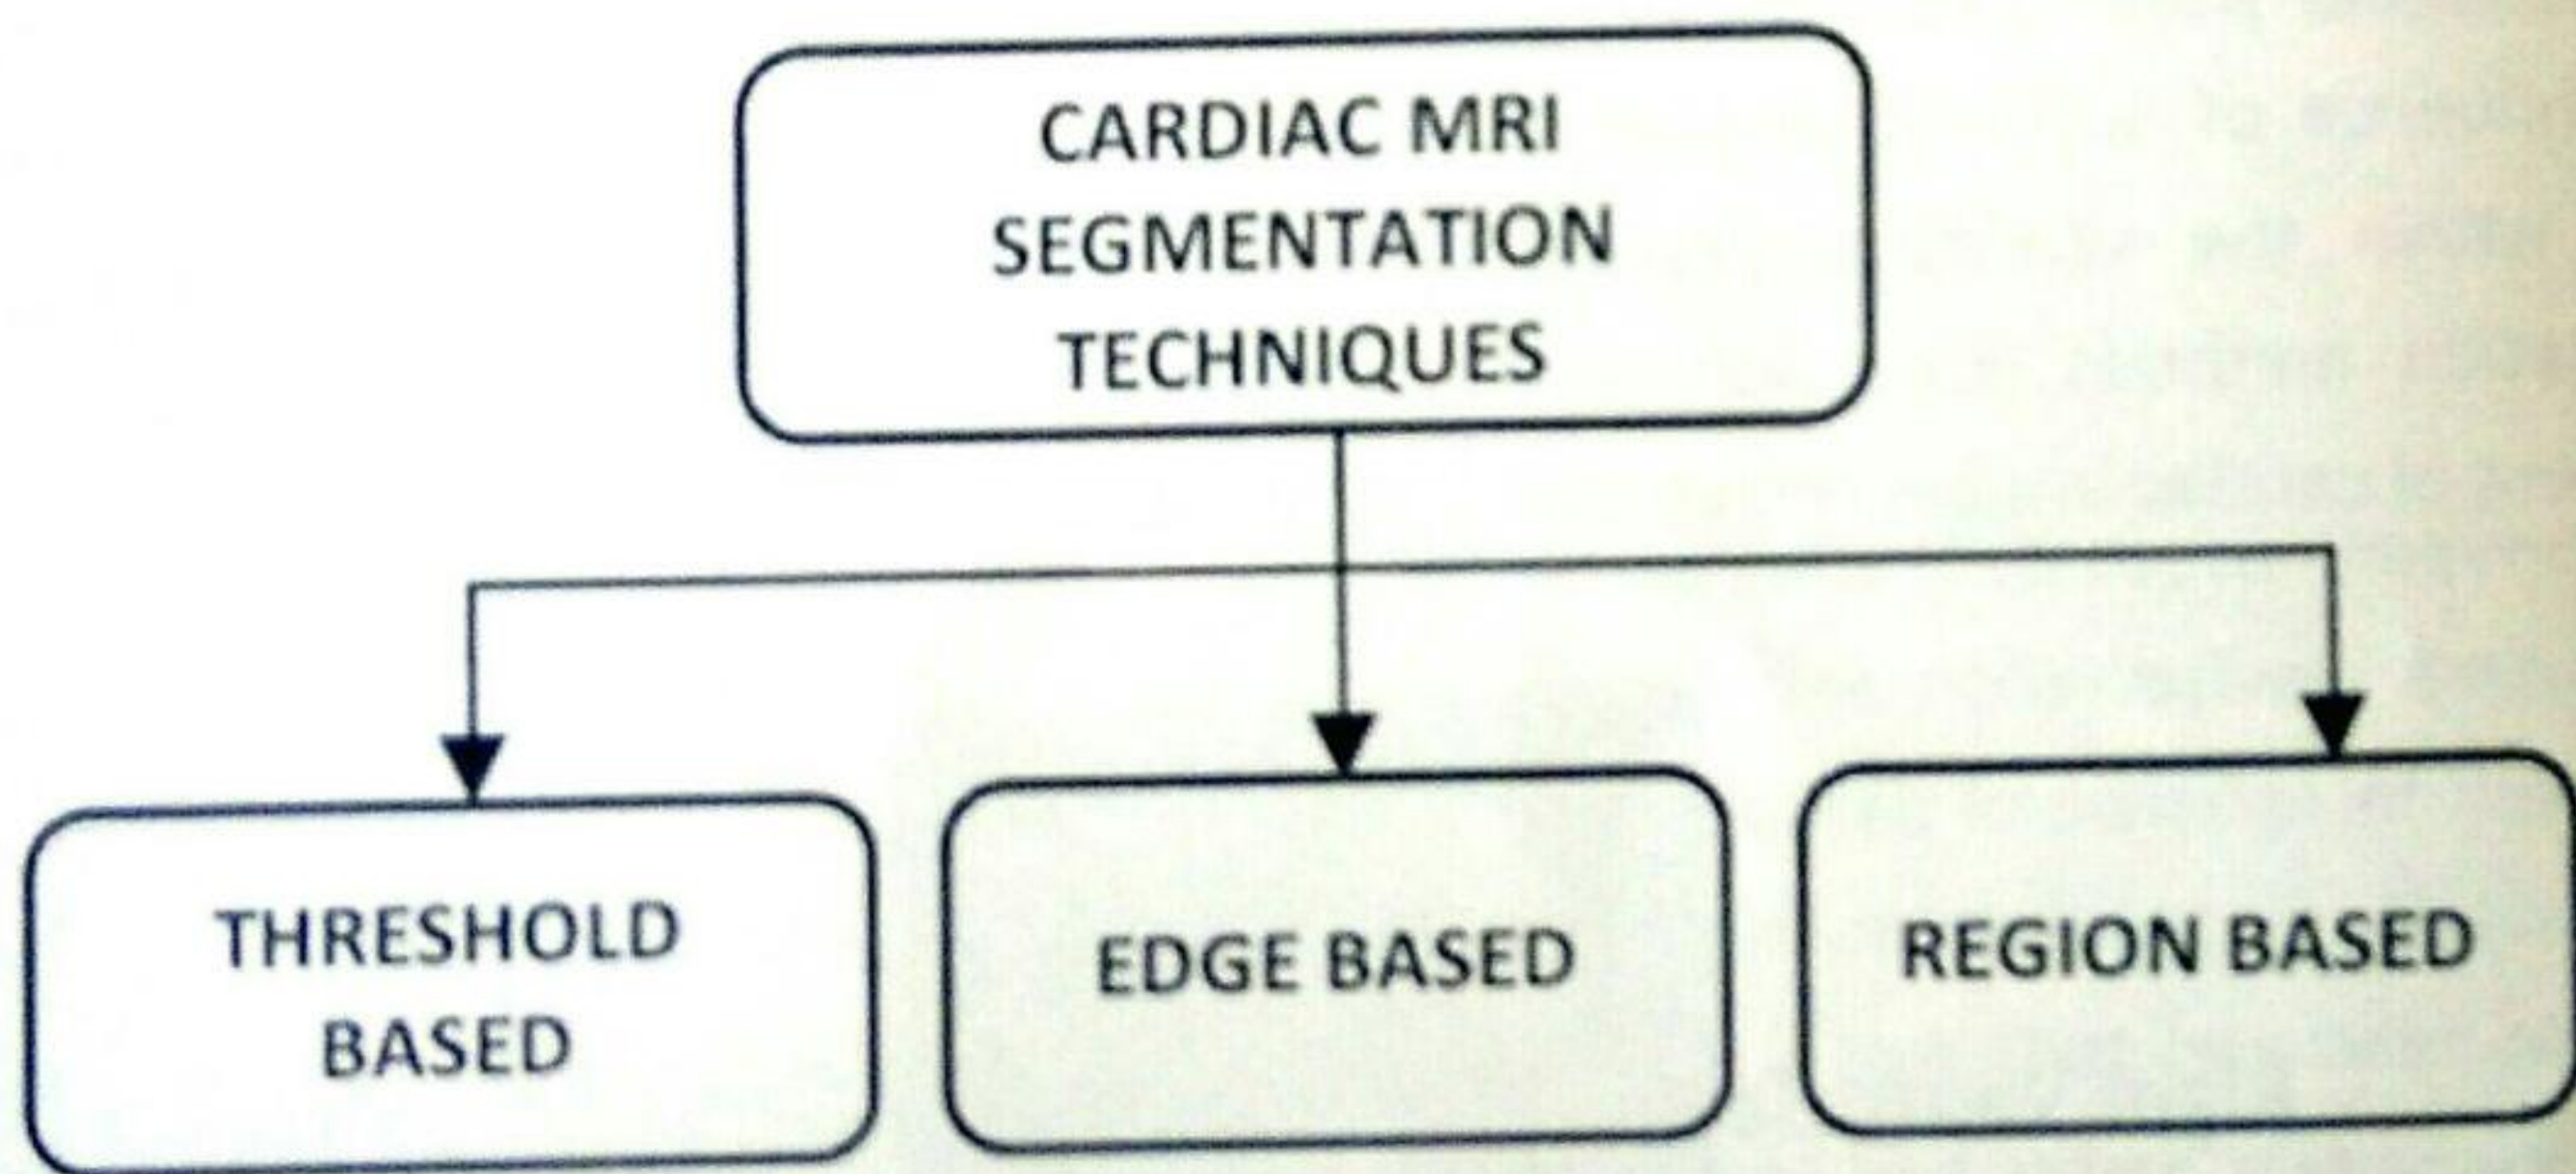 CARDIAC MRI
SEGMENTATION
TECHNIQUES
THRESHOLD
BASED
EDGE BASED
REGION BASED